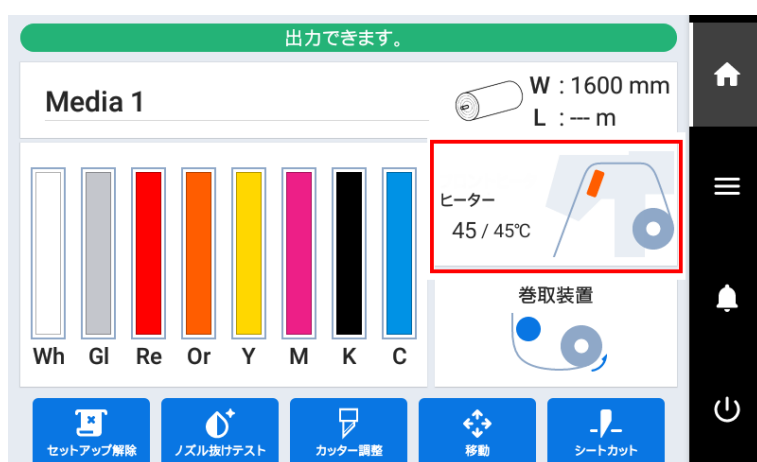 出力できます。
Media 1
W : 1600 mm
L : --- m
ヒーター
45 / 45℃
巻取装置
Wh Gl Re Or Y M K C
セットアップ解除
ノズル抜けテスト
カッター調整
移動
シートカット